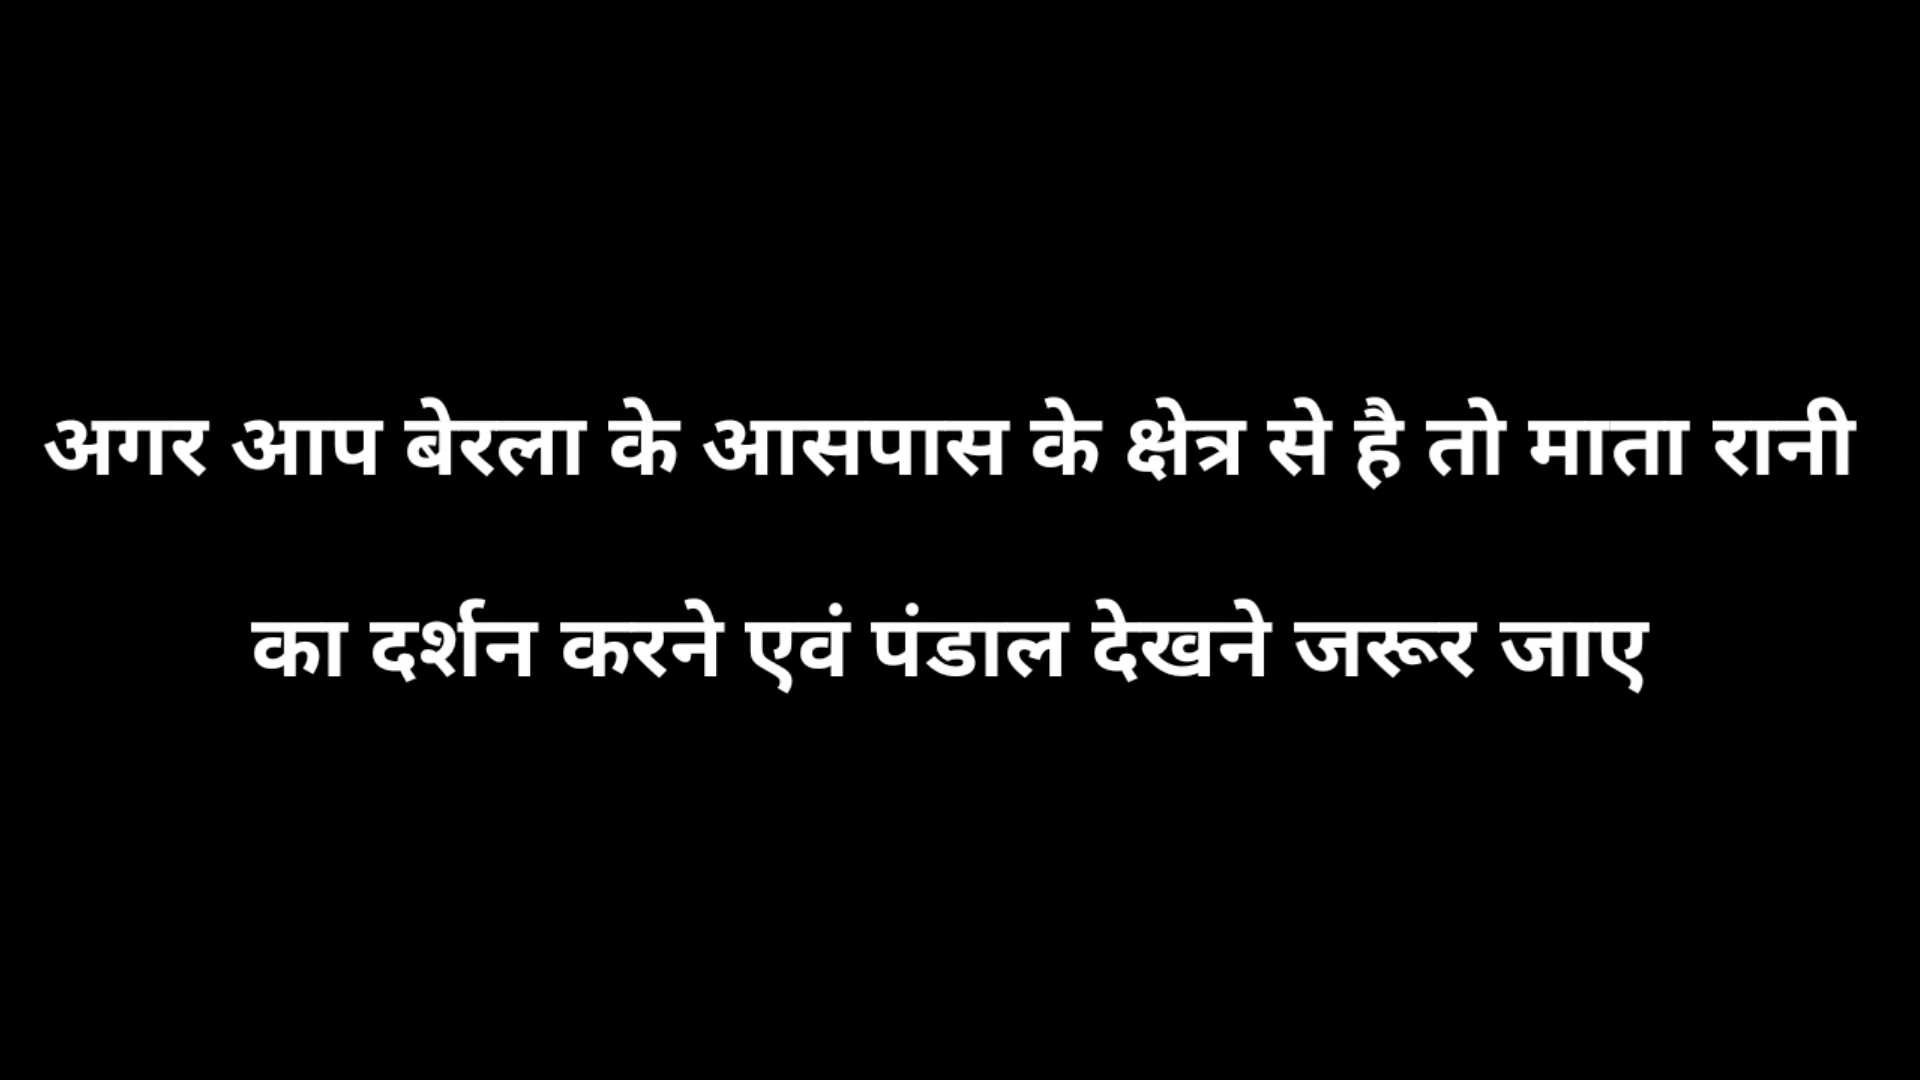 अगर आप बेरला के आसपास के क्षेत्र से है तो माता रानी
का दर्शन करने एवं पंडाल देखने जरूर जाए